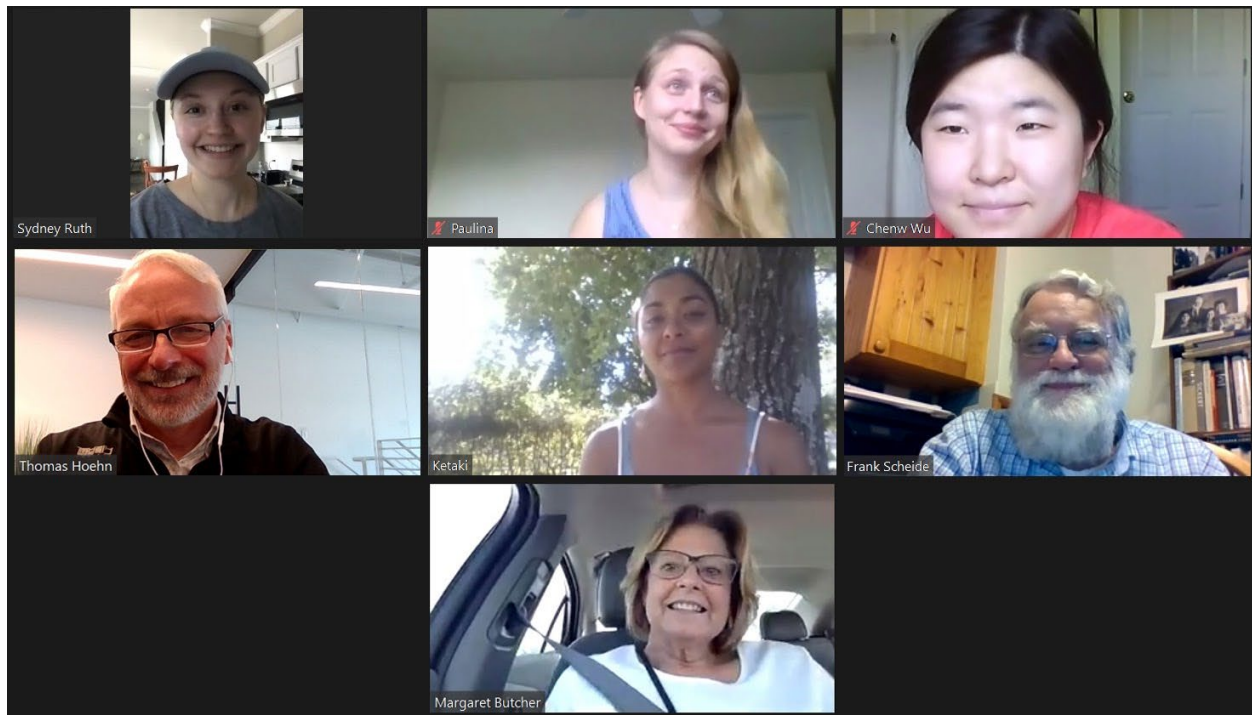 Sydney Ruth
Paulina
Chenw Wu
Thomas Hoehn
Ketaki
Frank Scheide
Margaret Butcher